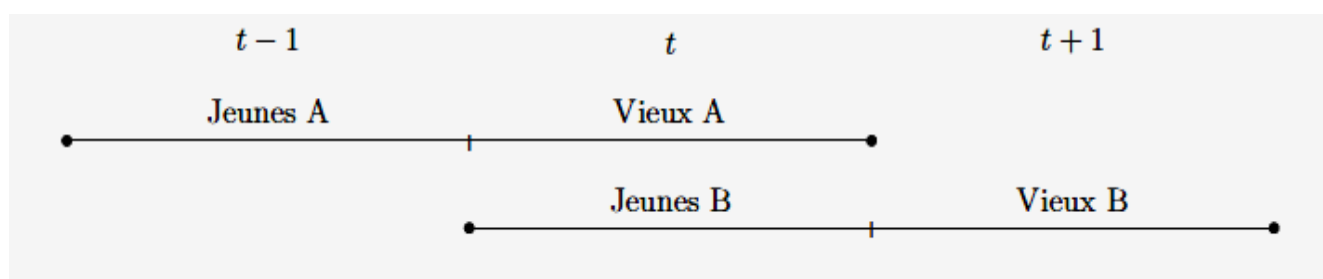 t − 1 t t + 1
Jeunes A Vieux A
Jeunes B Vieux B